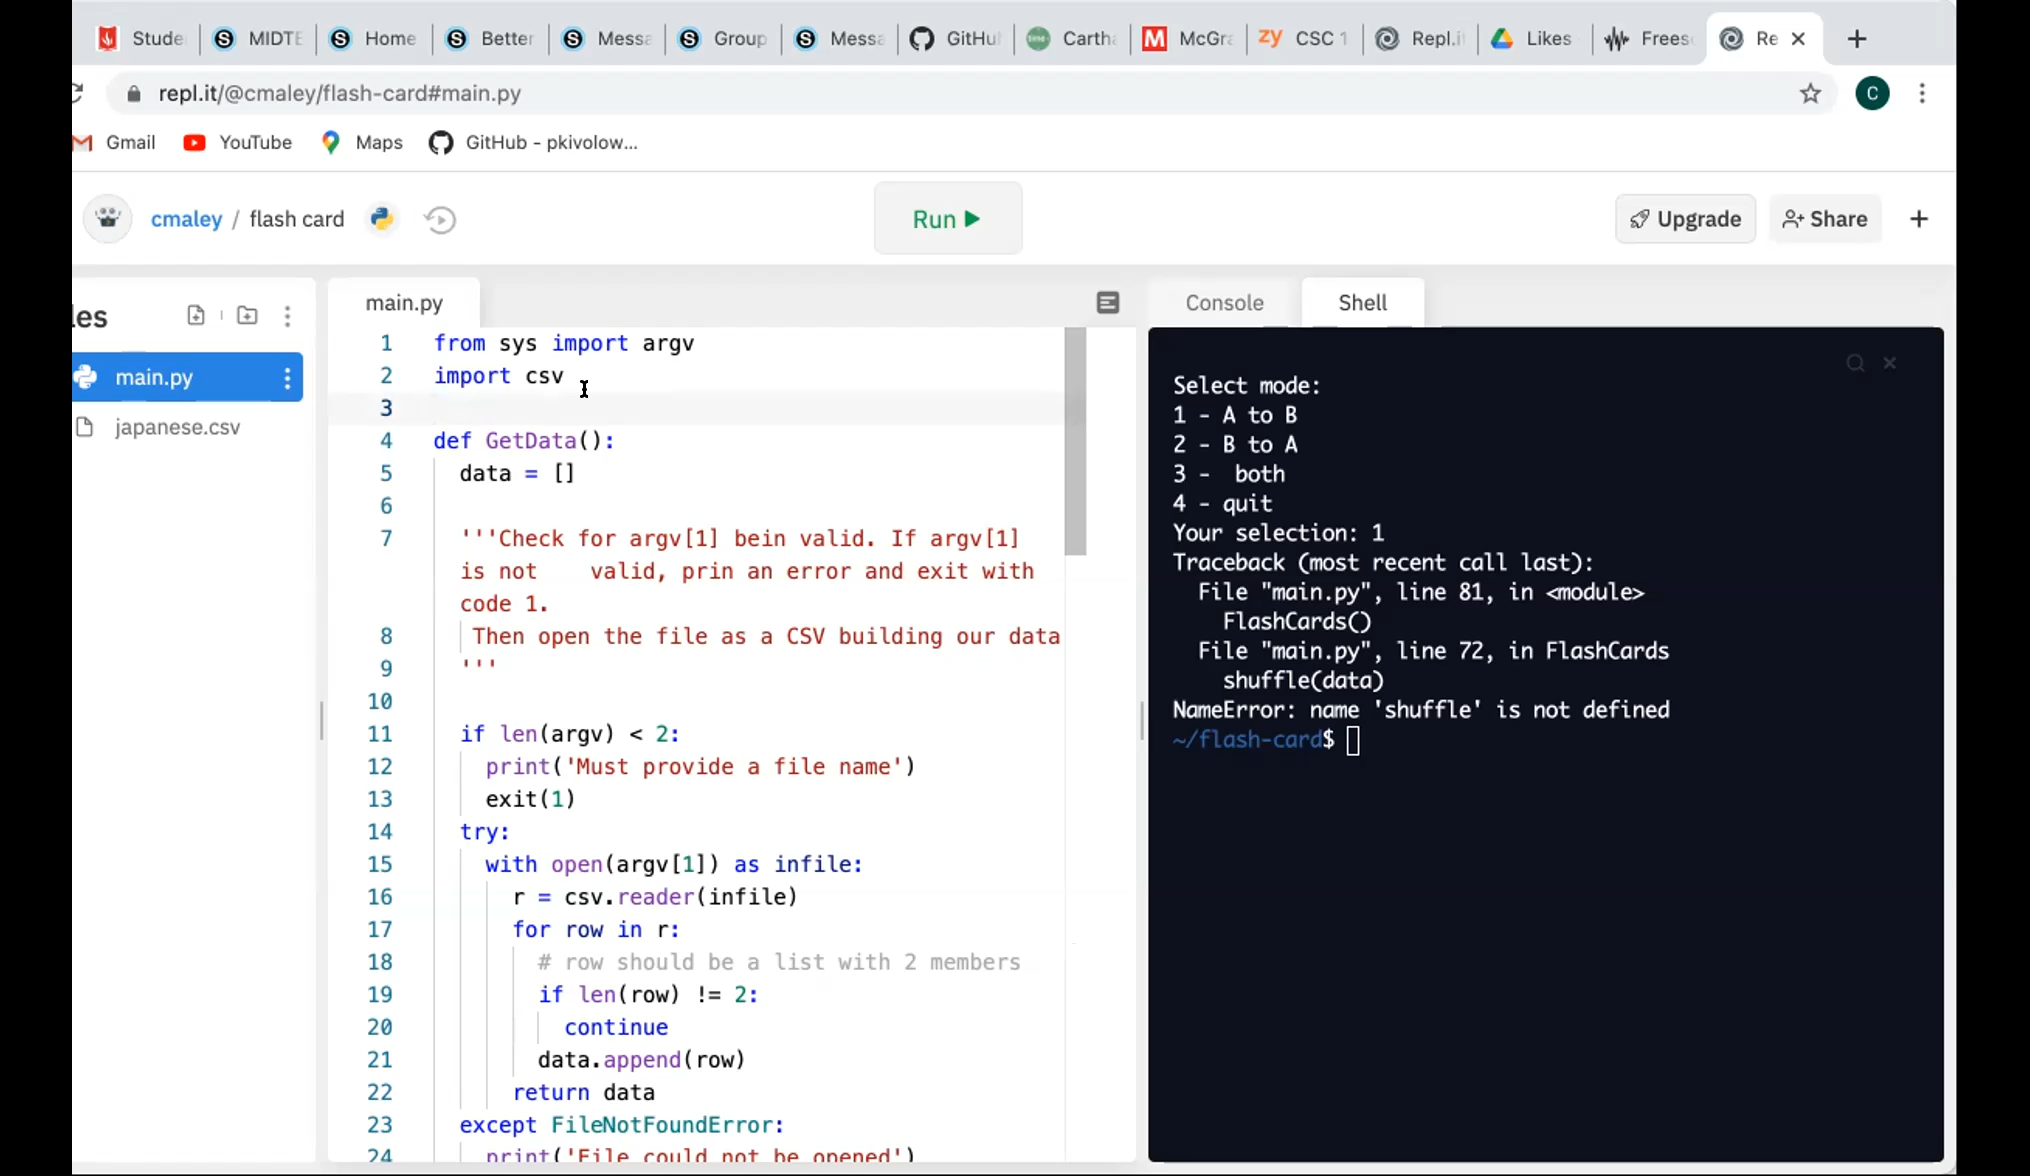 Stude
MIDTE
Home
Better
Messa
Group
Messa
GitHu
Cartha
McGra
zy CSC 1
Repl.i
Likes
Freeso
Re
repl.it/@cmaley/flash-card#main.py
C
Gmail
YouTube
Maps
GitHub - pkivolow...
cmaley / flash card
Run
Upgrade
Share
les
main.py
japanese.csv
main.py
1 from sys import argv
2 import csv
3
4 def GetData():
5 data = []
6
7 '''Check for argv[1] bein valid. If argv[1]
is not    valid, prin an error and exit with
code 1.
8 Then open the file as a CSV building our data
9 '''
10
11 if len(argv) < 2:
12 print('Must provide a file name')
13 exit(1)
14 try:
15 with open(argv[1]) as infile:
16 r = csv.reader(infile)
17 for row in r:
18 # row should be a list with 2 members
19 if len(row) != 2:
20 continue
21 data.append(row)
22 return data
23 except FileNotFoundError:
24 print('File could not be opened')
Console
Shell
Select mode:
1 - A to B
2 - B to A
3 -  both
4 - quit
Your selection: 1
Traceback (most recent call last):
File "main.py", line 81, in <module>
FlashCards()
File "main.py", line 72, in FlashCards
shuffle(data)
NameError: name 'shuffle' is not defined
~/flash-card$